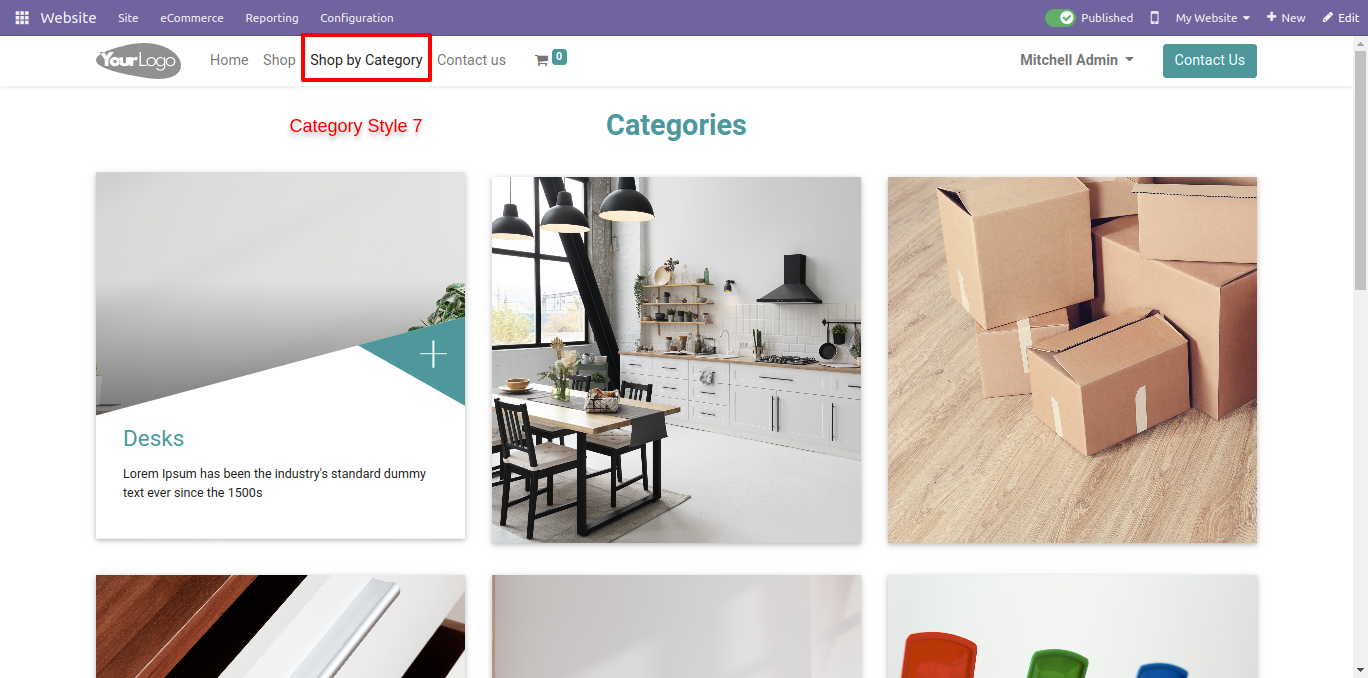 Website Site eCommerce Reporting Configuration Published My Website New Edit
YourLogo Home Shop Shop by Category Contact us 0 Mitchell Admin Contact Us
Category Style 7 Categories
Desks
Lorem Ipsum has been the industry's standard dummy
text ever since the 1500s